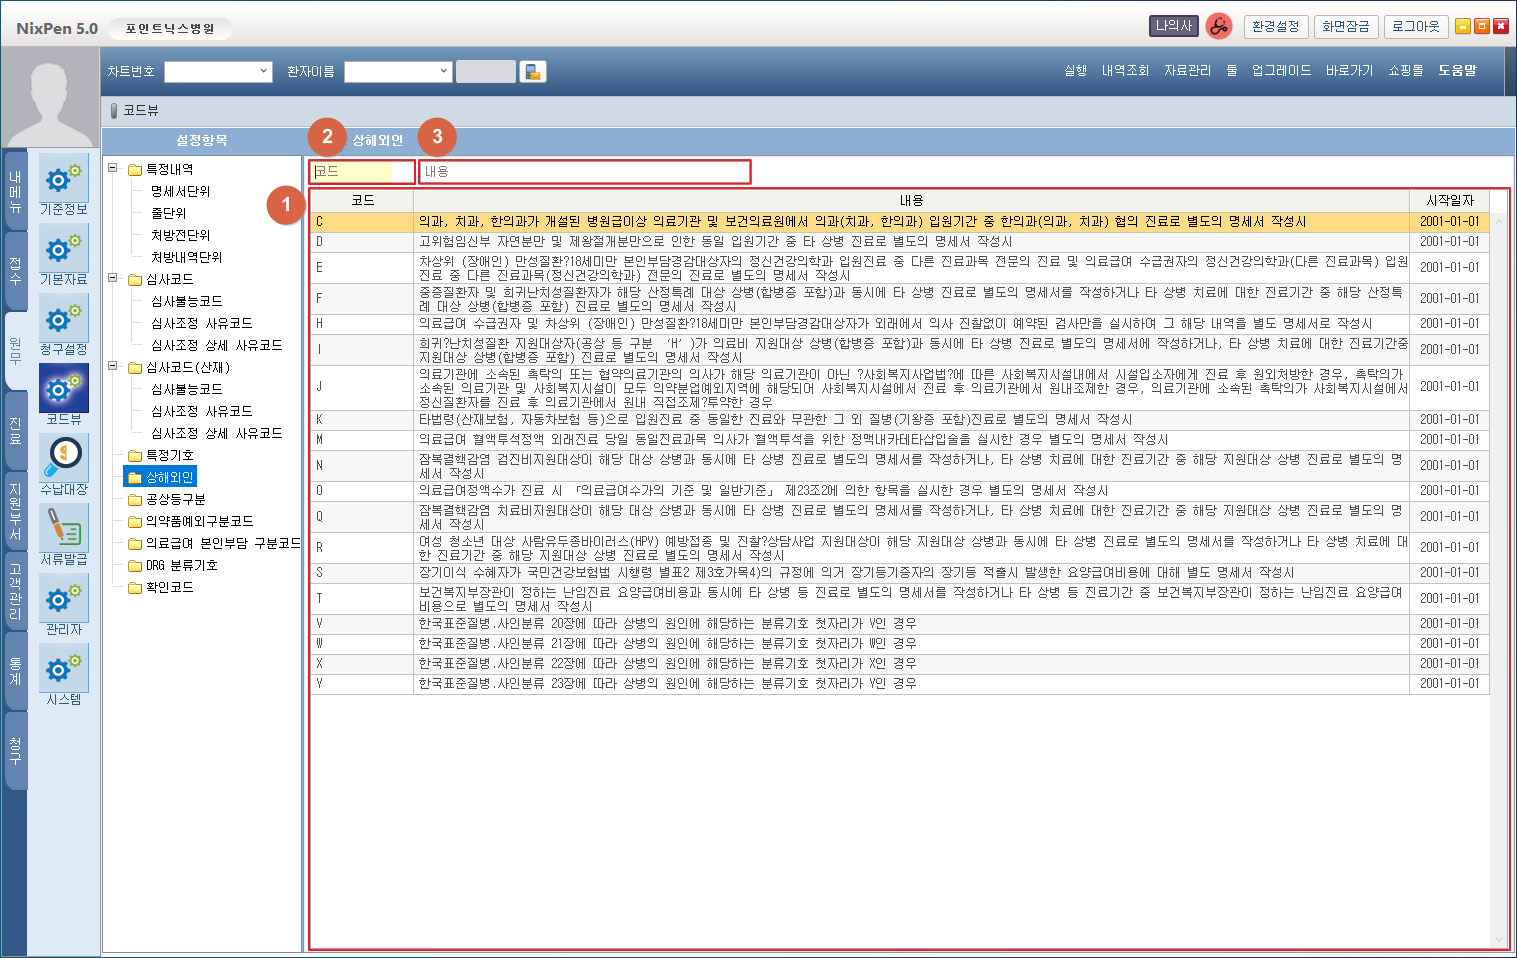 NixPen 5.0 포인트닉스병원 나의사 환경설정 화면잠금 로그아웃
차트번호 환자이름 실행 내역조회 자료관리 툴 업그레이드 바로가기 쇼핑몰 도움말
코드뷰
설정항목 2 상해외인 3
내메뉴
접수
원무
진료
지원부서
고객관리
통계
청구
기준정보
기본자료
청구설정
코드뷰
수납대장
서류발급
관리자
시스템
특정내역
명세서단위
줄단위
처방전단위
처방내역단위
심사코드
심사불능코드
심사조정 사유코드
심사조정 상세 사유코드
심사코드(산재)
심사불능코드
심사조정 사유코드
심사조정 상세 사유코드
특정기호
상해외인
공상등구분
의약품예외구분코드
의료급여 본인부담 구분코드
DRG 분류기호
확인코드
코드 내용
1
코드 내용 시작일자
C 의과, 치과, 한의과가 개설된 병원급이상 의료기관 및 보건의료원에서 의과(치과, 한의과) 입원기간 중 한의과(의과, 치과) 협의 진료로 별도의 명세서 작성시 2001-01-01
D 고위험임신부 자연분만 및 제왕절개분만으로 인한 동일 입원기간 중 타 상병 진료로 별도의 명세서 작성시 2001-01-01
E 차상위 (장애인) 만성질환?18세미만 본인부담경감대상자의 정신건강의학과 입원진료 중 다른 진료과목 전문의 진료 및 의료급여 수급권자의 정신건강의학과(다른 진료과목) 입원
진료 중 다른 진료과목(정신건강의학과) 전문의 진료로 별도의 명세서 작성시 2001-01-01
F 중증질환자 및 희귀난치성질환자가 해당 산정특례 대상 상병(합병증 포함)과 동시에 타 상병 진료로 별도의 명세서를 작성하거나 타 상병 치료에 대한 진료기간 중 해당 산정특
례 대상 상병(합병증 포함) 진료로 별도의 명세서 작성시 2001-01-01
H 의료급여 수급권자 및 차상위 (장애인) 만성질환?18세미만 본인부담경감대상자가 외래에서 의사 진찰없이 예약된 검사만을 실시하여 그 해당 내역을 별도 명세서로 작성시 2001-01-01
I 희귀?난치성질환 지원대상자(공상 등 구분 ‘H’)가 의료비 지원대상 상병(합병증 포함)과 동시에 타 상병 진료로 별도의 명세서에 작성하거나, 타 상병 치료에 대한 진료기간중
지원대상 상병(합병증 포함) 진료로 별도의 명세서 작성시 2001-01-01
J 의료기관에 소속된 촉탁의 또는 협약의료기관의 의사가 해당 의료기관이 아닌 ?사회복지사업법?에 따른 사회복지시설내에서 시설입소자에게 진료 후 원외처방한 경우, 촉탁의가
소속된 의료기관 및 사회복지시설이 모두 의약분업예외지역에 해당되어 사회복지시설에서 진료 후 의료기관에서 원내조제한 경우, 의료기관에 소속된 촉탁의가 사회복지시설에서
정신질환자를 진료 후 의료기관에서 원내 직접조제?투약한 경우 2001-01-01
K 타법령(산재보험, 자동차보험 등)으로 입원진료 중 동일한 진료와 무관한 그 외 질병(기왕증 포함)진료로 별도의 명세서 작성시 2001-01-01
M 의료급여 혈액투석정액 외래진료 당일 동일진료과목 의사가 혈액투석을 위한 정맥내카테타삽입술을 실시한 경우 별도의 명세서 작성시 2001-01-01
N 잠복결핵감염 검진비지원대상이 해당 대상 상병과 동시에 타 상병 진료로 별도의 명세서를 작성하거나, 타 상병 치료에 대한 진료기간 중 해당 지원대상 상병 진료로 별도의 명
세서 작성시 2001-01-01
O 의료급여정액수가 진료 시 「의료급여수가의 기준 및 일반기준」 제23조2에 의한 항목을 실시한 경우 별도의 명세서 작성시 2001-01-01
Q 잠복결핵감염 치료비지원대상이 해당 대상 상병과 동시에 타 상병 진료로 별도의 명세서를 작성하거나, 타 상병 치료에 대한 진료기간 중 해당 지원대상 상병 진료로 별도의 명
세서 작성시 2001-01-01
R 여성 청소년 대상 사람유두종바이러스(HPV) 예방접종 및 진찰?상담사업 지원대상이 해당 지원대상 상병과 동시에 타 상병 진료로 별도의 명세서를 작성하거나 타 상병 치료에 대
한 진료기간 중 해당 지원대상 상병 진료로 별도의 명세서 작성시 2001-01-01
S 장기이식 수혜자가 국민건강보험법 시행령 별표2 제3호가목4)의 규정에 의거 장기등기증자의 장기등 적출시 발생한 요양급여비용에 대해 별도 명세서 작성시 2001-01-01
T 보건복지부장관이 정하는 난임진료 요양급여비용과 동시에 타 상병 등 진료로 별도의 명세서를 작성하거나 타 상병 등 진료기간 중 보건복지부장관이 정하는 난임진료 요양급여
비용으로 별도의 명세서 작성시 2001-01-01
V 한국표준질병.사인분류 20장에 따라 상병의 원인에 해당하는 분류기호 첫자리가 V인 경우 2001-01-01
W 한국표준질병.사인분류 21장에 따라 상병의 원인에 해당하는 분류기호 첫자리가 W인 경우 2001-01-01
X 한국표준질병.사인분류 22장에 따라 상병의 원인에 해당하는 분류기호 첫자리가 X인 경우 2001-01-01
Y 한국표준질병.사인분류 23장에 따라 상병의 원인에 해당하는 분류기호 첫자리가 Y인 경우 2001-01-01